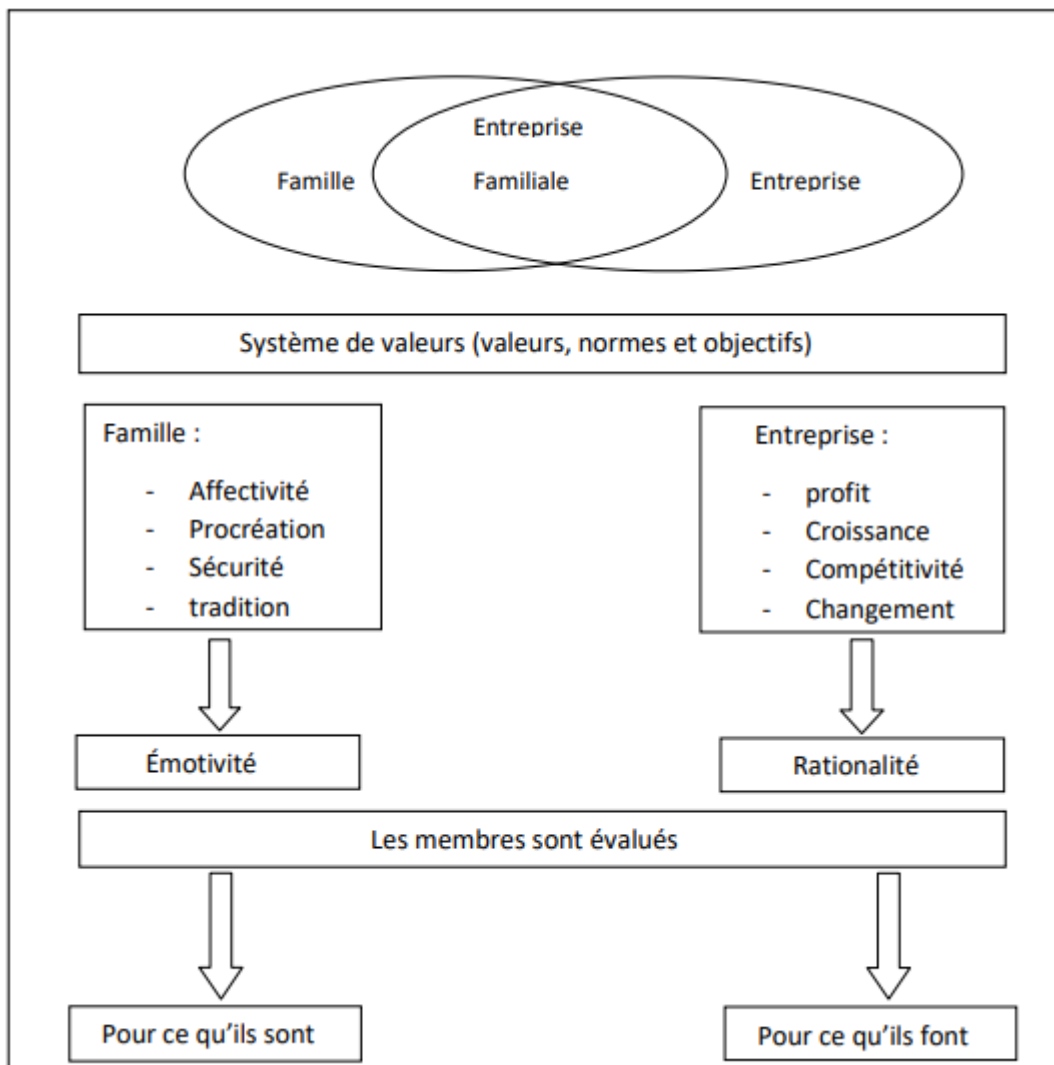 Entreprise
Famille
Familiale
Entreprise
Système de valeurs (valeurs, normes et objectifs)
Famille :
- Affectivité
- Procréation
- Sécurité
- tradition
Entreprise :
- profit
- Croissance
- Compétitivité
- Changement
Émotivité
Rationalité
Les membres sont évalués
Pour ce qu'ils sont
Pour ce qu'ils font